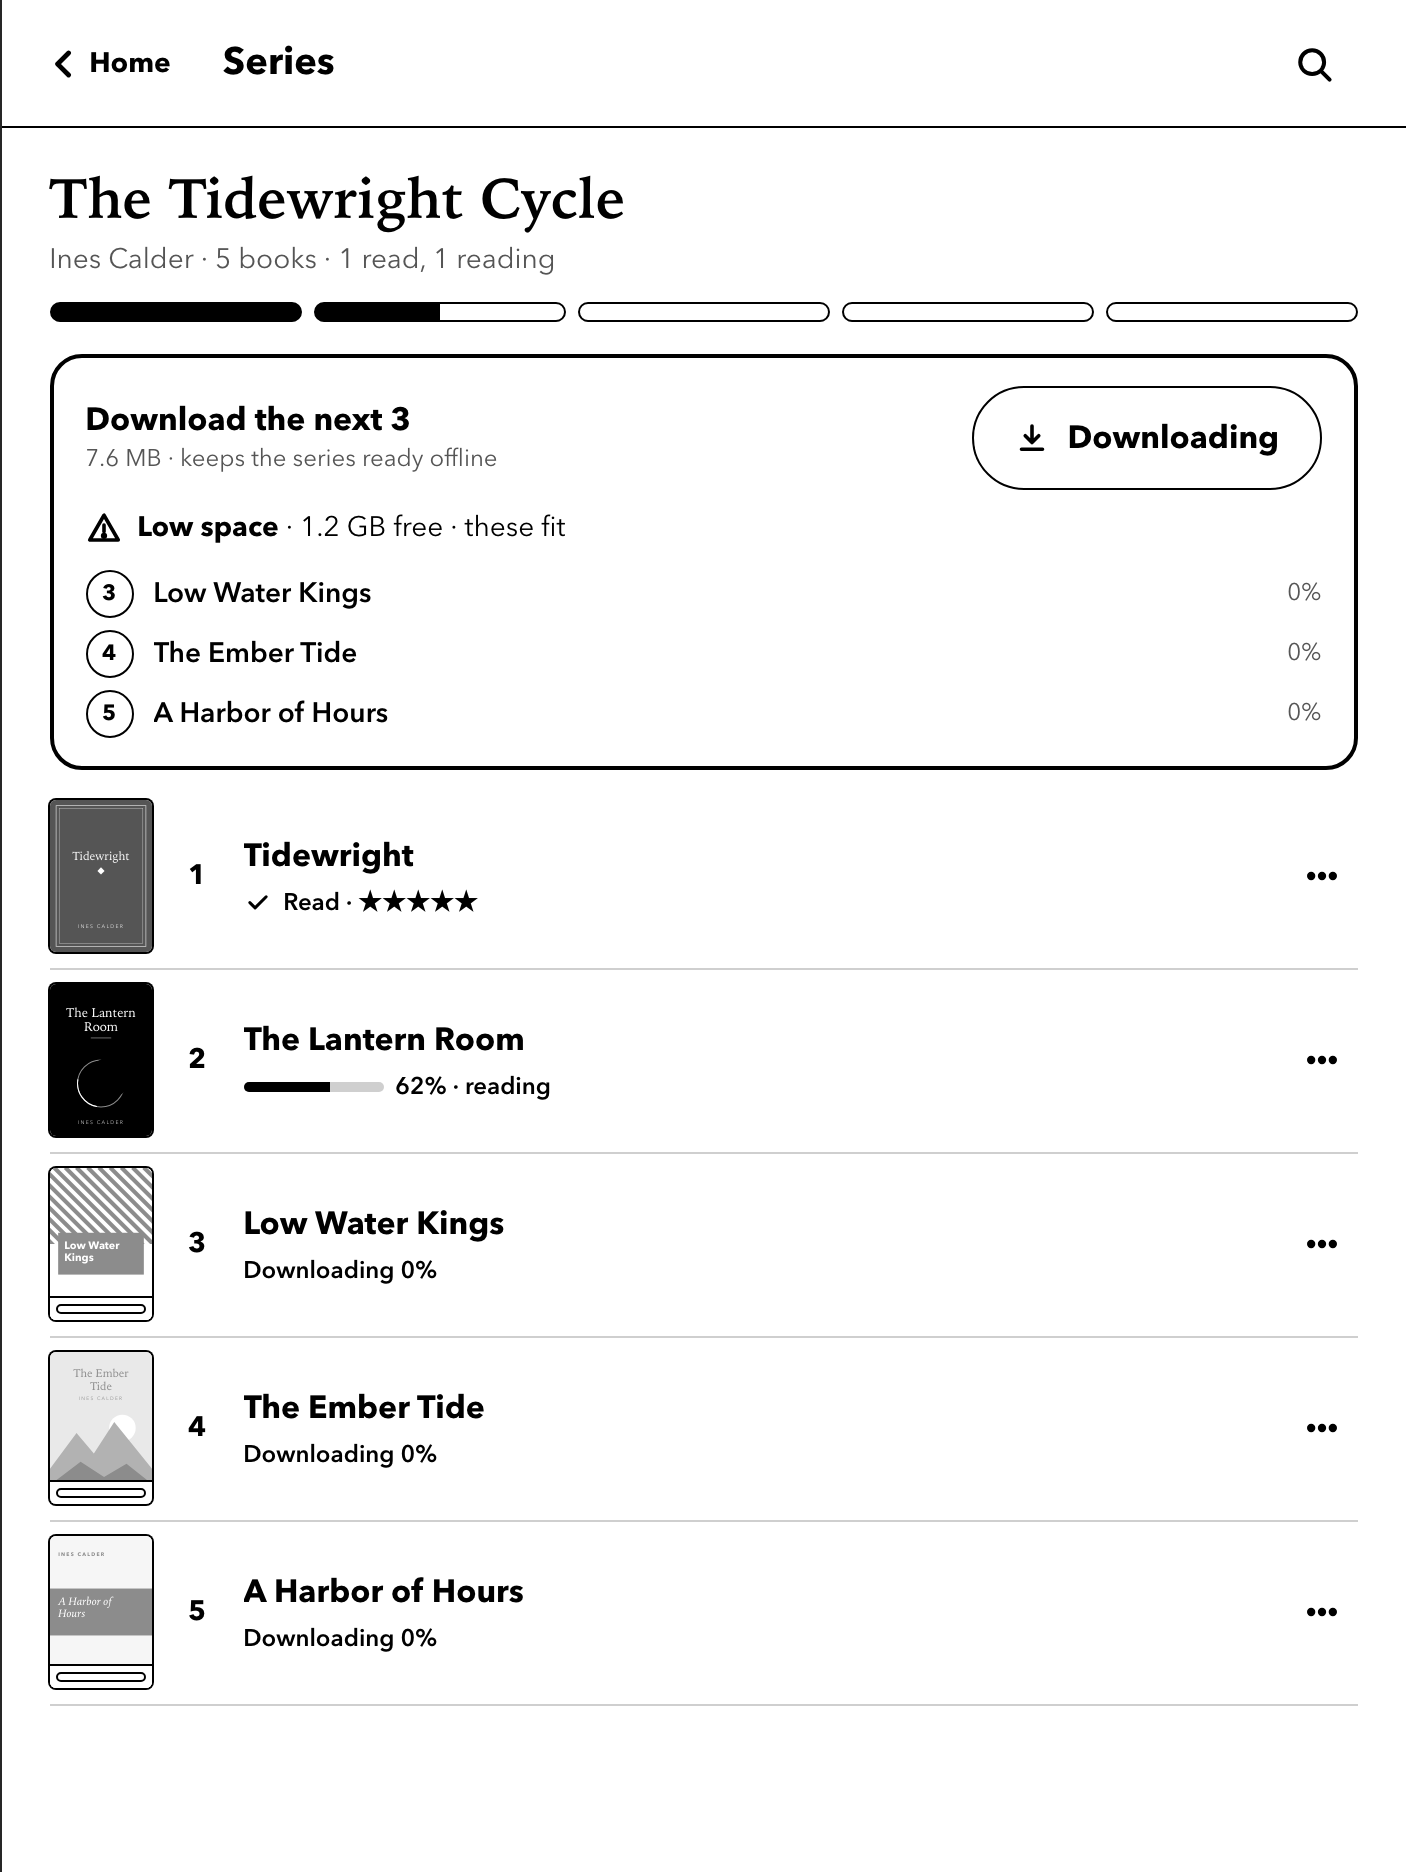 Home Series
The Tidewright Cycle
Ines Calder · 5 books · 1 read, 1 reading
Download the next 3
7.6 MB · keeps the series ready offline
Downloading
Low space · 1.2 GB free · these fit
3 Low Water Kings 0%
4 The Ember Tide 0%
5 A Harbor of Hours 0%
Tidewright
INES CALDER
1
Tidewright
Read · ★★★★★
The Lantern
Room
INES CALDER
2
The Lantern Room
62% · reading
Low Water
Kings
3
Low Water Kings
Downloading 0%
The Ember
Tide
INES CALDER
4
The Ember Tide
Downloading 0%
INES CALDER
A Harbor of
Hours
5
A Harbor of Hours
Downloading 0%